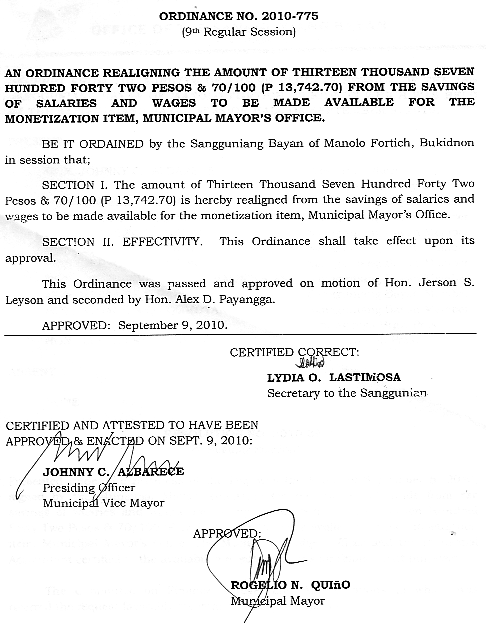 ORDINANCE NO. 2010-775
(9th Regular Session)
AN ORDINANCE REALIGNING THE AMOUNT OF THIRTEEN THOUSAND SEVEN
HUNDRED FORTY TWO PESOS & 70/100 (P 13,742.70) FROM THE SAVINGS
OF SALARIES AND WAGES TO BE MADE AVAILABLE FOR THE
MONETIZATION ITEM, MUNICIPAL MAYOR'S OFFICE.
BE IT ORDAINED by the Sangguniang Bayan of Manolo Fortich, Bukidnon
in session that;
SECTION I. The amount of Thirteen Thousand Seven Hundred Forty Two
Pesos & 70/100 (P 13,742.70) is hereby realigned from the savings of salaries and
wages to be made available for the monetization item, Municipal Mayor's Office.
SECTION II. EFFECTIVITY. This Ordinance shall take effect upon its
approval.
This Ordinance was passed and approved on motion of Hon. Jerson S.
Leyson and seconded by Hon. Alex D. Payangga.
APPROVED: September 9, 2010.
CERTIFIED CORRECT:
LYDIA O. LASTIMOSA
Secretary to the Sanggunian
CERTIFIED AND ATTESTED TO HAVE BEEN
APPROVED & ENACTED ON SEPT. 9, 2010:
JOHNNY C. ALBARECE
Presiding Officer
Municipal Vice Mayor
APPROVED:
ROGELIO N. QUIñO
Municipal Mayor